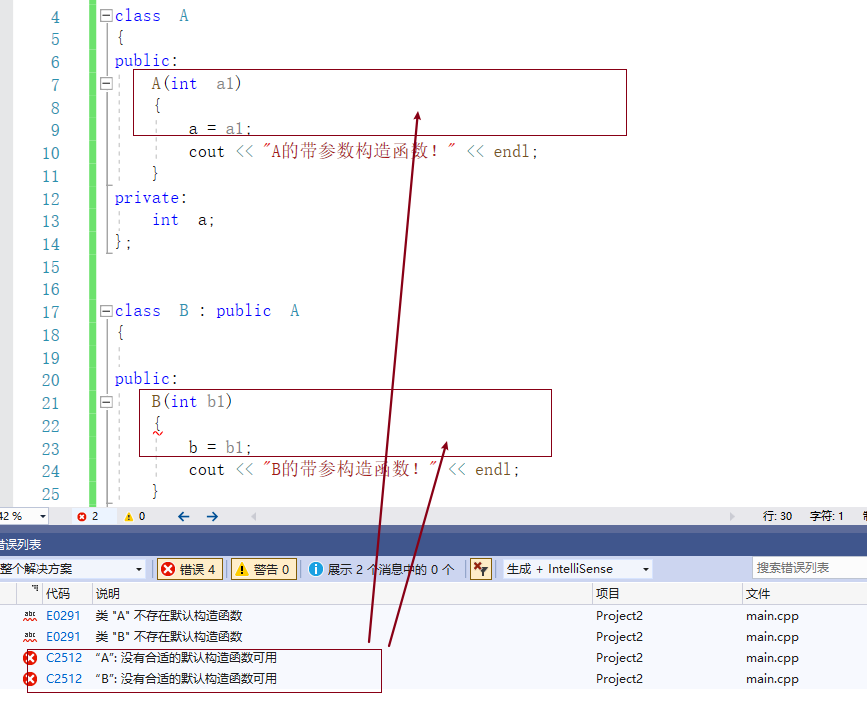 4 class A
5 {
6 public:
7 A(int a1)
8 {
9 a = a1;
10 cout << "A的带参数构造函数！" << endl;
11 }
12 private:
13 int a;
14 };
15
16
17 class B : public A
18 {
19
20 public:
21 B(int b1)
22 {
23 b = b1;
24 cout << "B的带参构造函数！" << endl;
25 }
42 % 2 0 行: 30 字符: 1
错误列表
整个解决方案 错误 4 警告 0 展示 2 个消息中的 0 个 生成 + IntelliSense 搜索错误列表
代码 说明 项目 文件
abc E0291 类 "A" 不存在默认构造函数 Project2 main.cpp
abc E0291 类 "B" 不存在默认构造函数 Project2 main.cpp
C2512 “A”: 没有合适的默认构造函数可用 Project2 main.cpp
C2512 “B”: 没有合适的默认构造函数可用 Project2 main.cpp